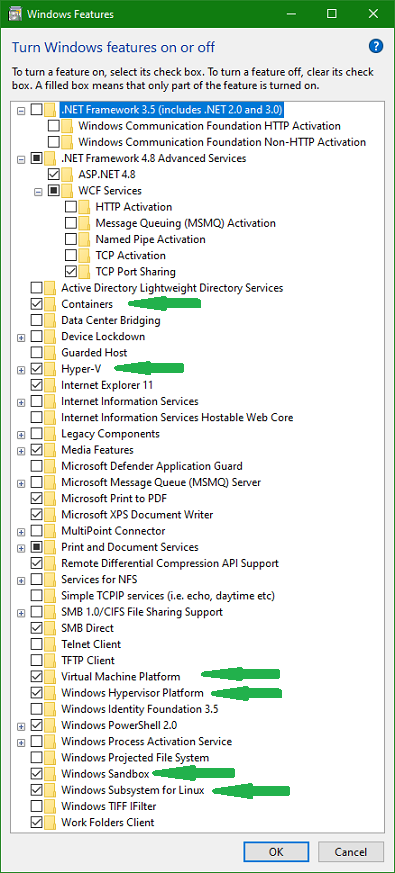 Windows Features
Turn Windows features on or off
To turn a feature on, select its check box. To turn a feature off, clear its check
box. A filled box means that only part of the feature is turned on.
.NET Framework 3.5 (includes .NET 2.0 and 3.0)
Windows Communication Foundation HTTP Activation
Windows Communication Foundation Non-HTTP Activation
.NET Framework 4.8 Advanced Services
ASP.NET 4.8
WCF Services
HTTP Activation
Message Queuing (MSMQ) Activation
Named Pipe Activation
TCP Activation
TCP Port Sharing
Active Directory Lightweight Directory Services
Containers
Data Center Bridging
Device Lockdown
Guarded Host
Hyper-V
Internet Explorer 11
Internet Information Services
Internet Information Services Hostable Web Core
Legacy Components
Media Features
Microsoft Defender Application Guard
Microsoft Message Queue (MSMQ) Server
Microsoft Print to PDF
Microsoft XPS Document Writer
MultiPoint Connector
Print and Document Services
Remote Differential Compression API Support
Services for NFS
Simple TCPIP services (i.e. echo, daytime etc)
SMB 1.0/CIFS File Sharing Support
SMB Direct
Telnet Client
TFTP Client
Virtual Machine Platform
Windows Hypervisor Platform
Windows Identity Foundation 3.5
Windows PowerShell 2.0
Windows Process Activation Service
Windows Projected File System
Windows Sandbox
Windows Subsystem for Linux
Windows TIFF IFilter
Work Folders Client
OK
Cancel